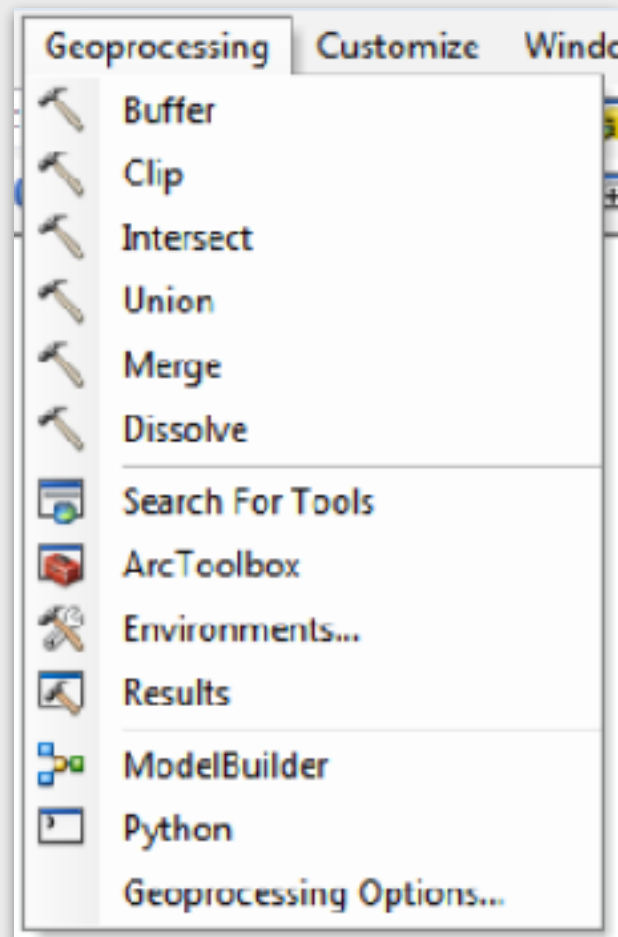 Geoprocessing Customize
Buffer
Clip
Intersect
Union
Merge
Dissolve
Search For Tools
ArcToolbox
Environments...
Results
ModelBuilder
Python
Geoprocessing Options...